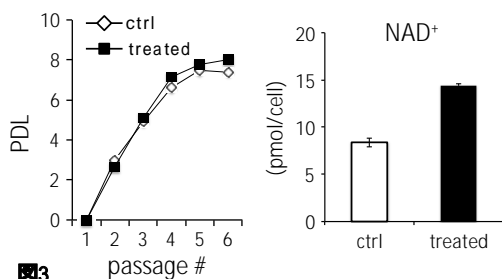 10
8
6
4
2
0
PDL
ctrl
treated
1 2 3 4 5 6
passage #
図3
NAD⁺
20
15
10
5
0
(pmol/cell)
ctrl treated